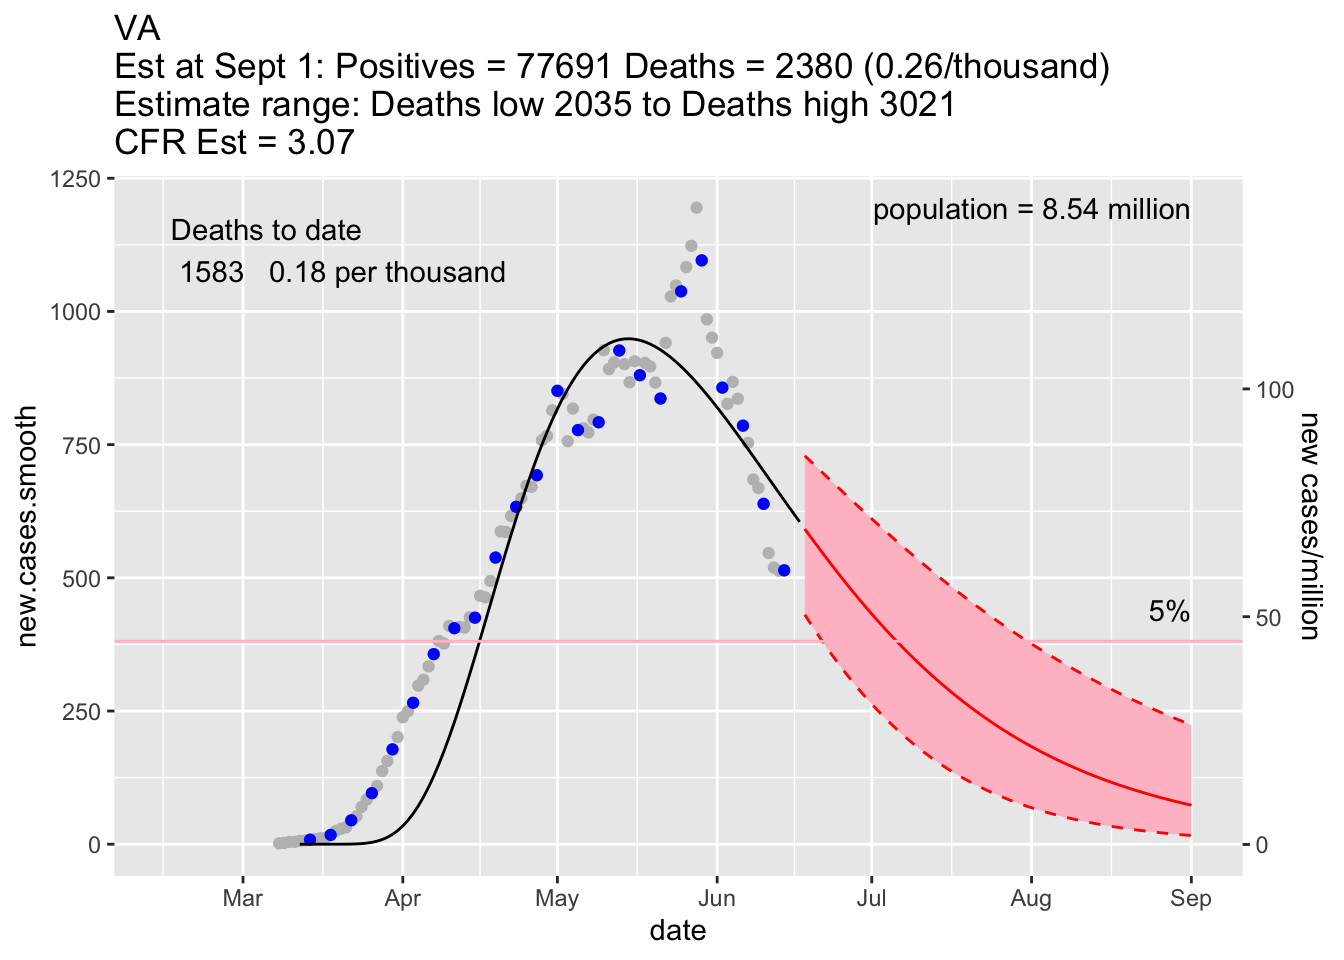 VA
Est at Sept 1: Positives = 77691 Deaths = 2380 (0.26/thousand)
Estimate range: Deaths low 2035 to Deaths high 3021
CFR Est = 3.07
Deaths to date
1583 0.18 per thousand
population = 8.54 million
5%
new.cases.smooth
1250
1000
750
500
250
0
new cases/million
100
50
0
Mar Apr May Jun Jul Aug Sep
date